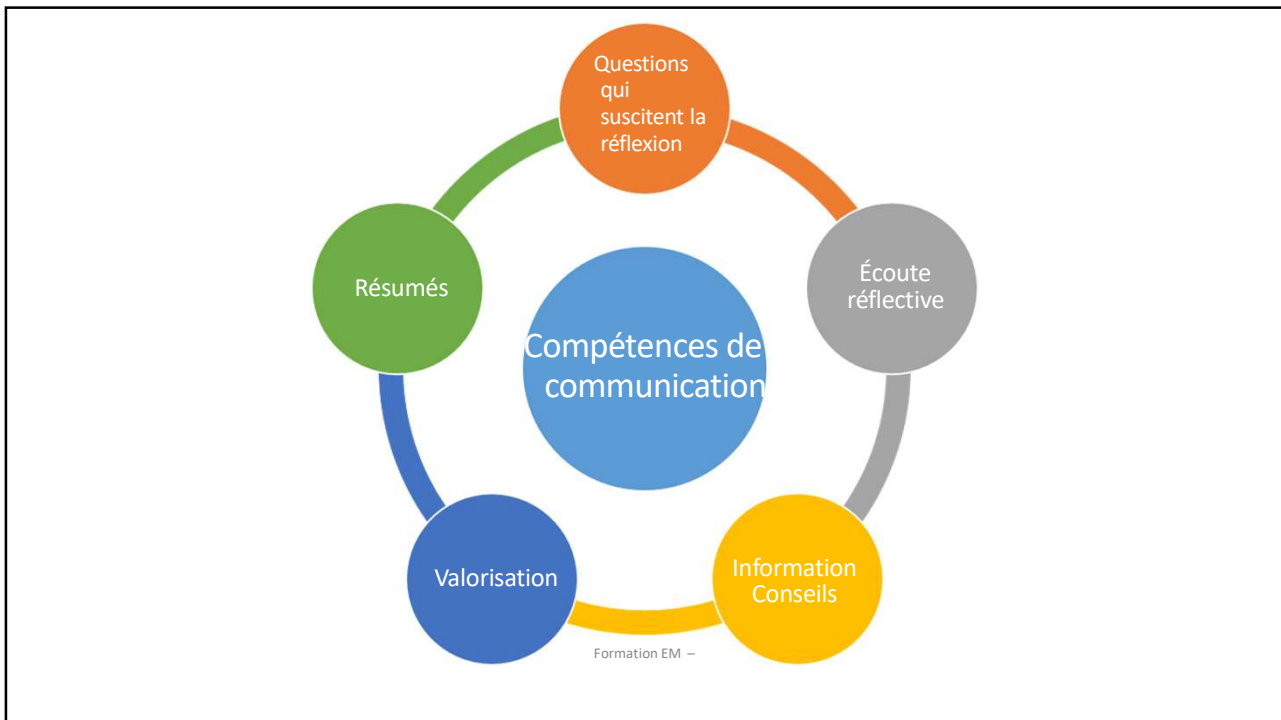 Questions
qui
suscitent la
réflexion
Écoute
réflective
Résumés
Compétences de
communication
Valorisation
Information
Conseils
Formation EM –